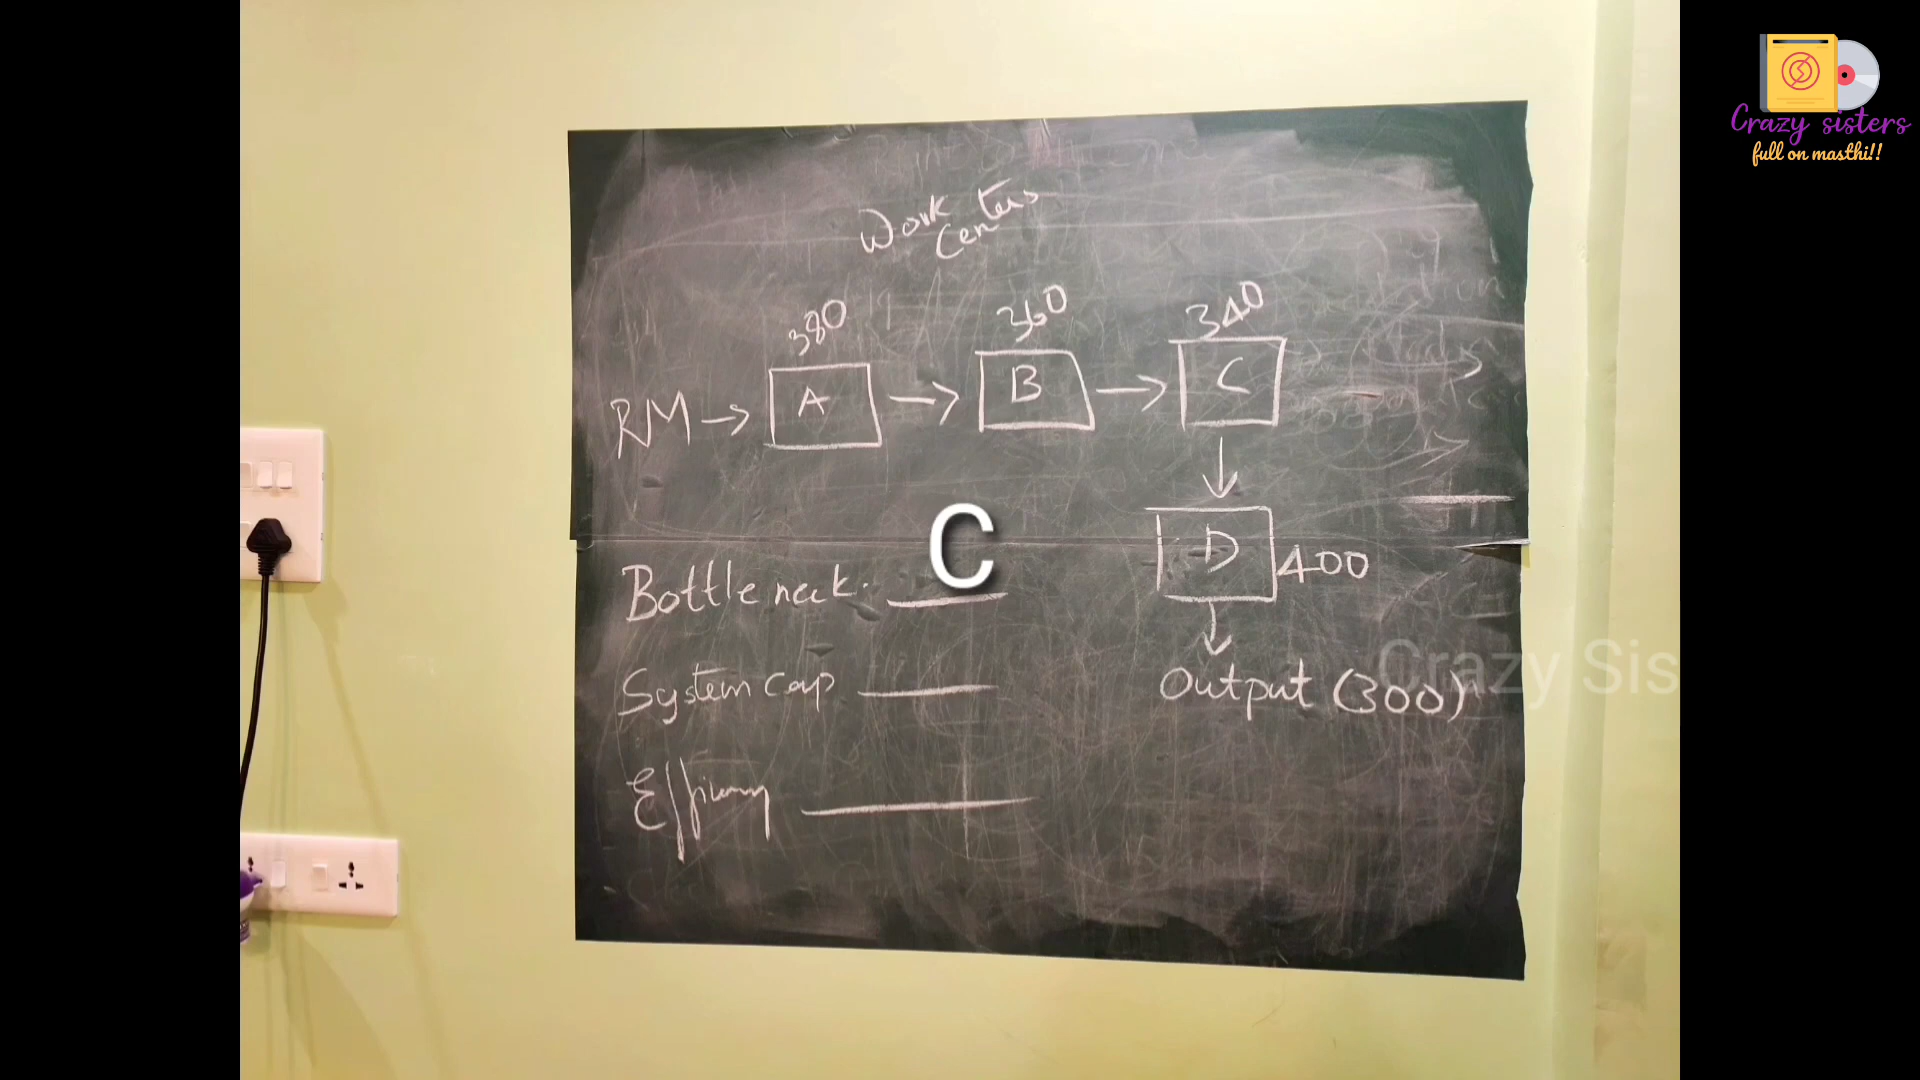 Work
Centers
380
360
340
RM → A → B → C
D 400
C
Bottle neck.
System cap
Output (300)
Efficiency
Crazy Sis
Crazy sisters
full on masthi!!